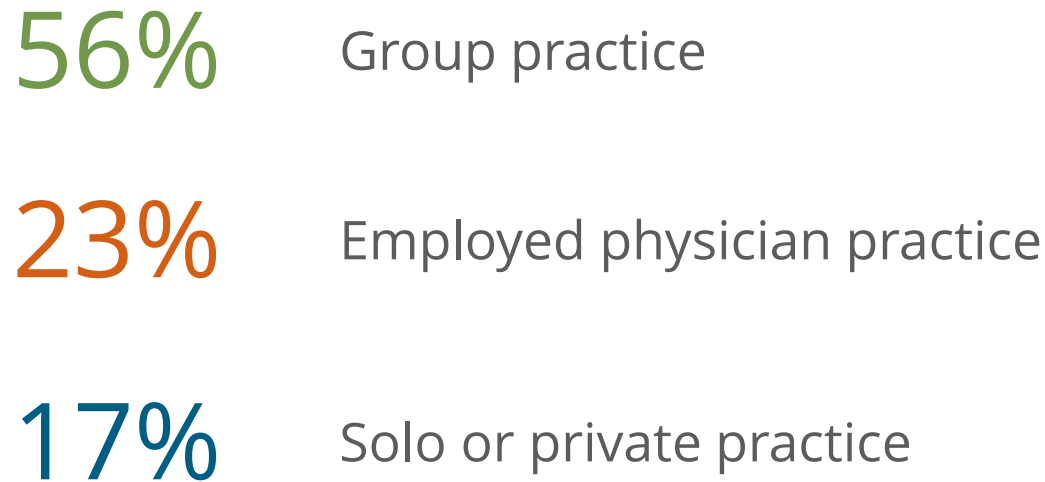 56% Group practice
23% Employed physician practice
17% Solo or private practice